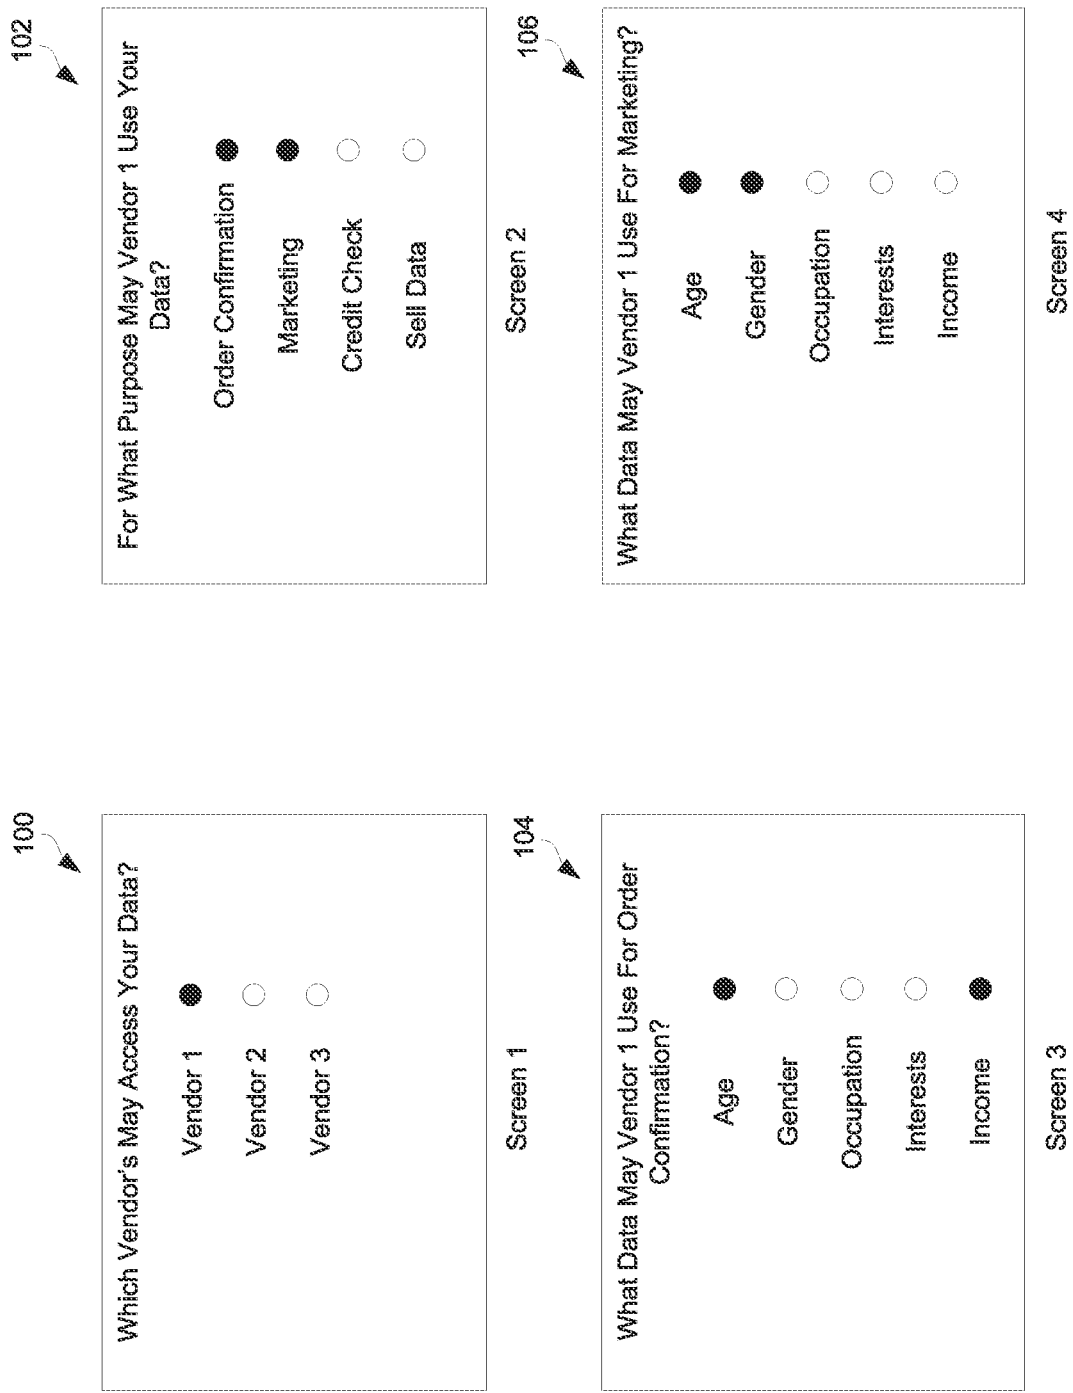 100
Which Vendor's May Access Your Data?
Vendor 1
Vendor 2
Vendor 3
Screen 1
102
For What Purpose May Vendor 1 Use Your
Data?
Order Confirmation
Marketing
Credit Check
Sell Data
Screen 2
104
What Data May Vendor 1 Use For Order
Confirmation?
Age
Gender
Occupation
Interests
Income
Screen 3
106
What Data May Vendor 1 Use For Marketing?
Age
Gender
Occupation
Interests
Income
Screen 4